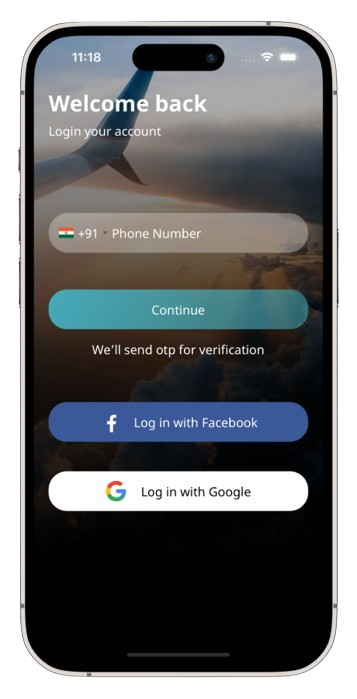 11:18
Welcome back
Login your account
+91 Phone Number
Continue
We'll send otp for verification
Log in with Facebook
Log in with Google